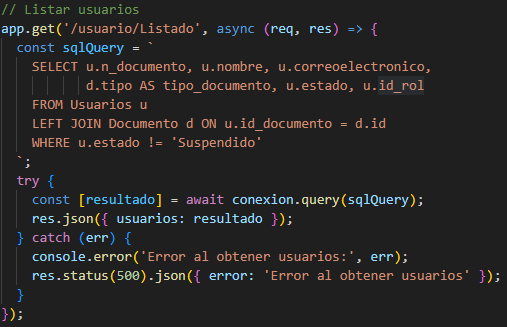 // Listar usuarios
app.get('/usuario/Listado', async (req, res) => {
  const sqlQuery = `
    SELECT u.n_documento, u.nombre, u.correoelectronico,
           d.tipo AS tipo_documento, u.estado, u.id_rol
    FROM Usuarios u
    LEFT JOIN Documento d ON u.id_documento = d.id
    WHERE u.estado != 'Suspendido'
  `;
  try {
    const [resultado] = await conexion.query(sqlQuery);
    res.json({ usuarios: resultado });
  } catch (err) {
    console.error('Error al obtener usuarios:', err);
    res.status(500).json({ error: 'Error al obtener usuarios' });
  }
});